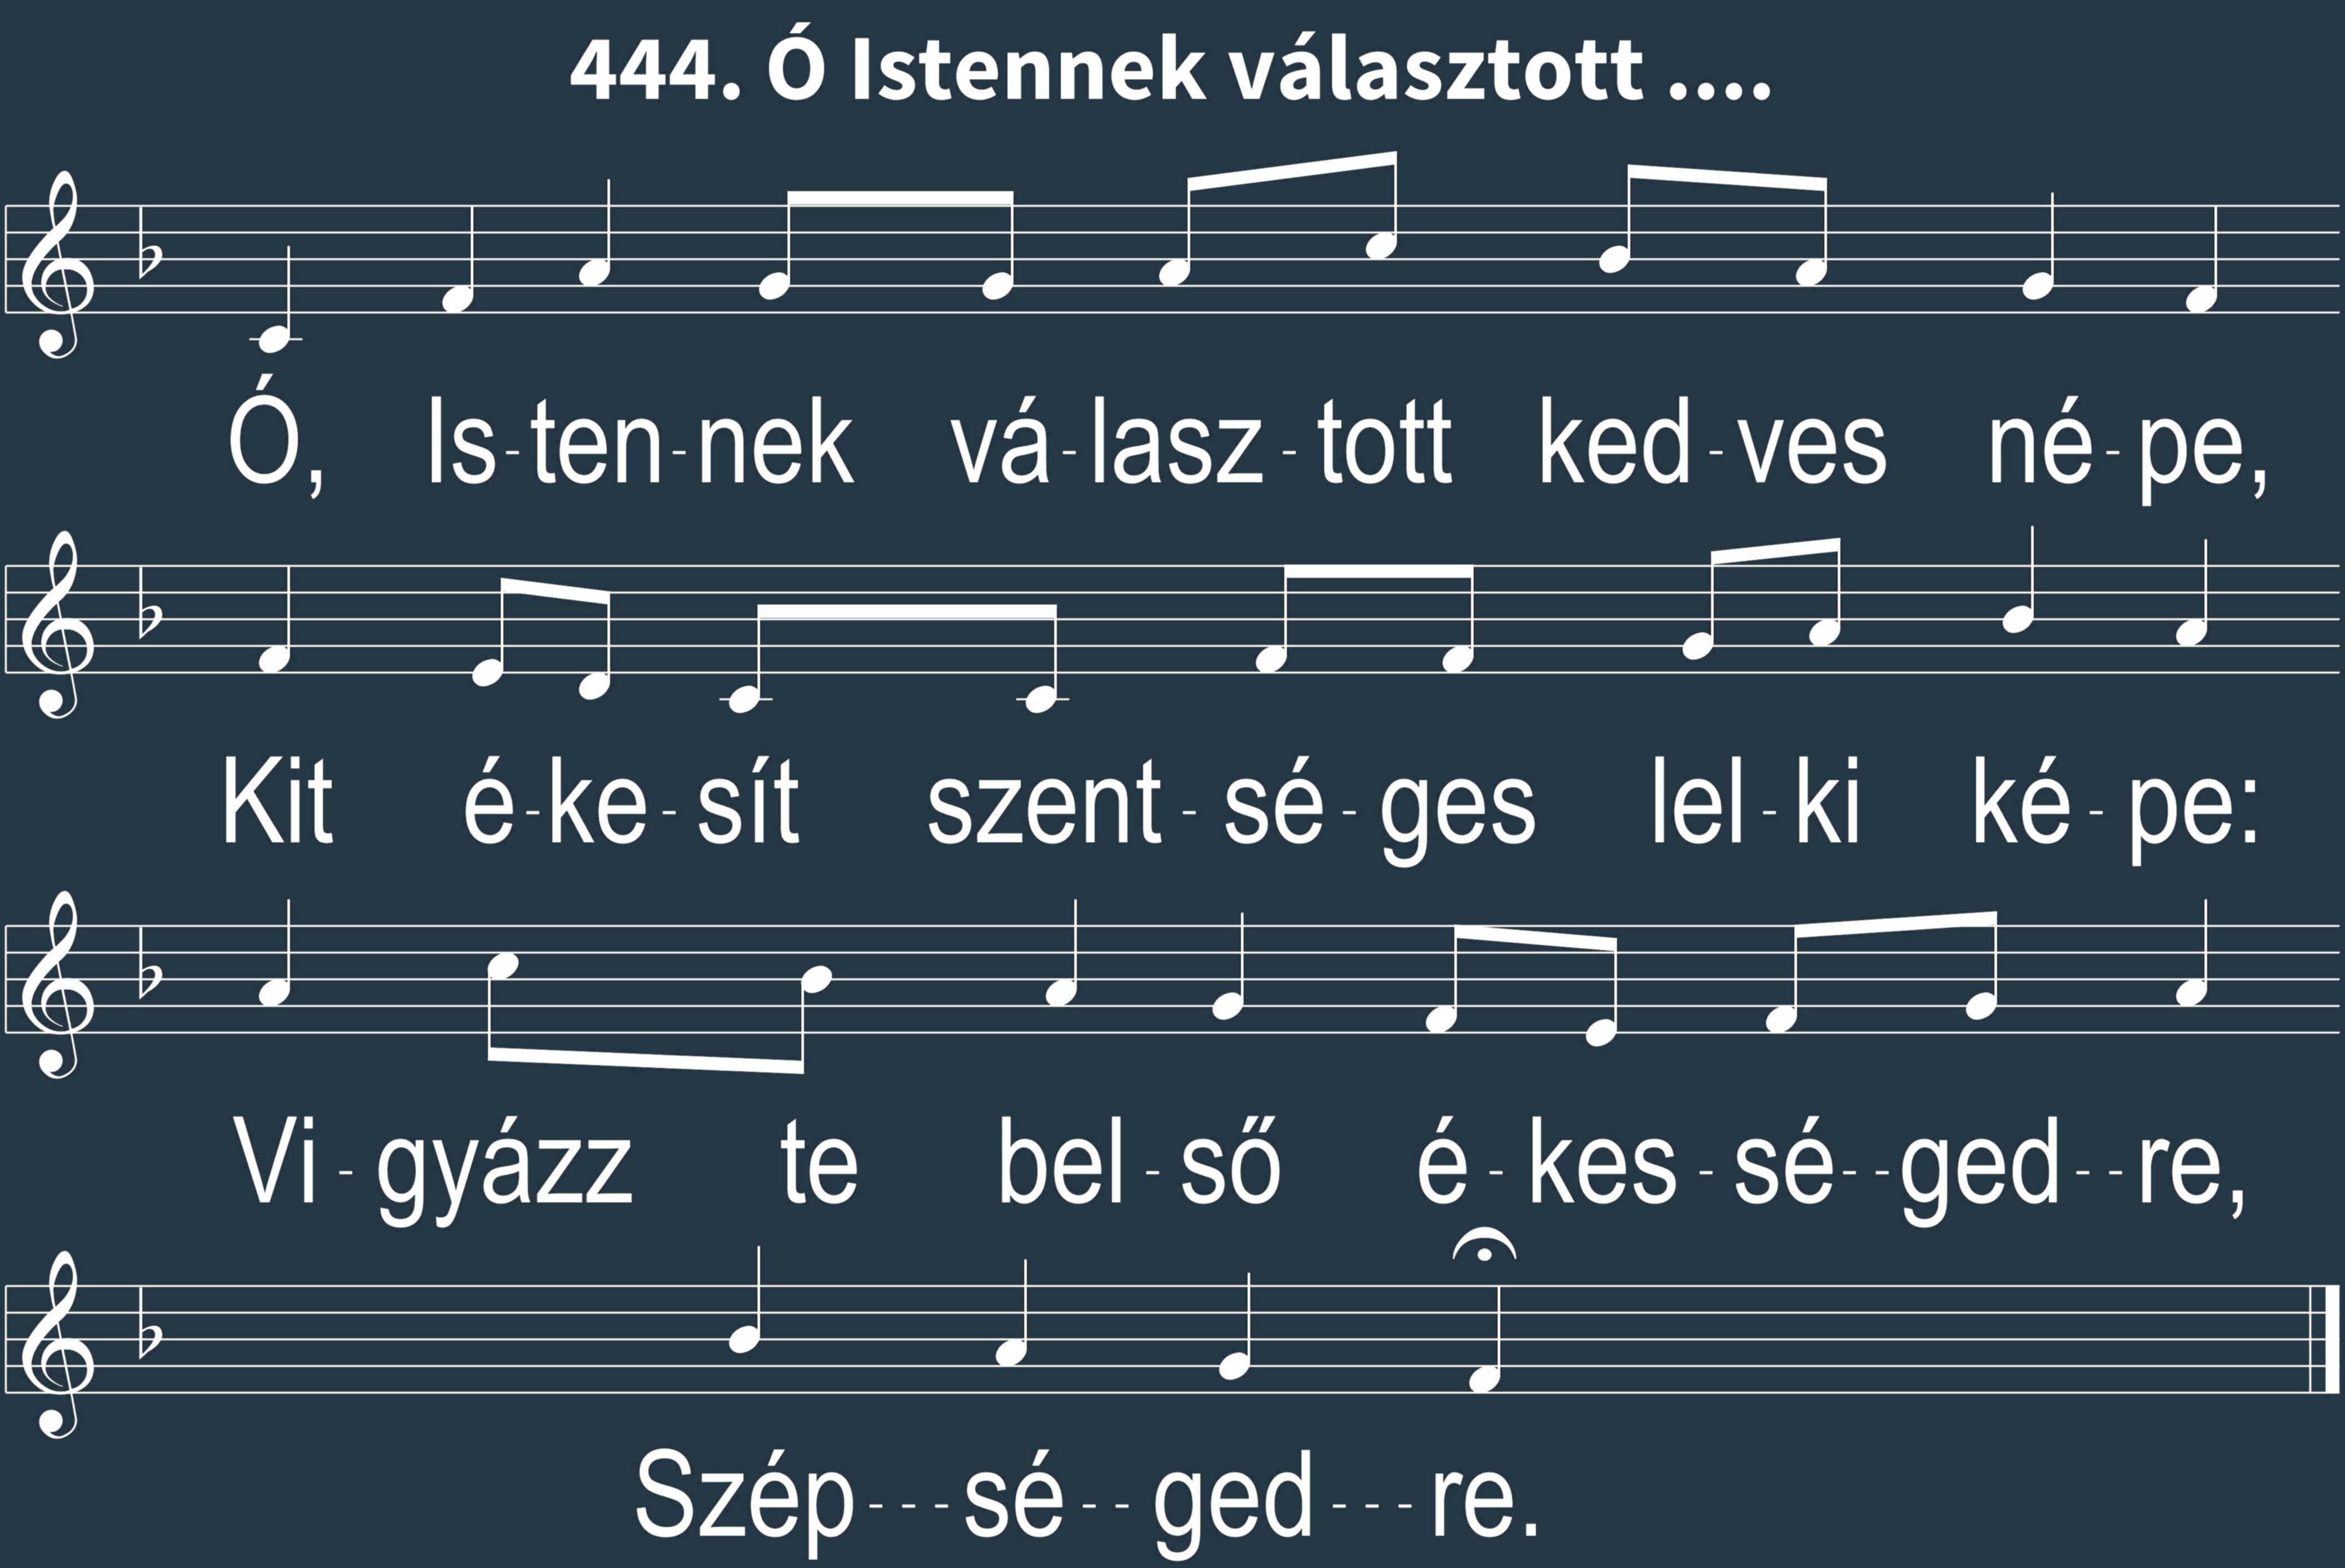 444. Ó Istennek választott ....
Ó, Is-ten-nek vá-lasz-tott ked-ves né-pe,
Kit é-ke-sít szent-sé-ges lel-ki ké-pe:
Vi-gyázz te bel-ső é-kes-sé--ged--re,
Szép---sé--ged---re.